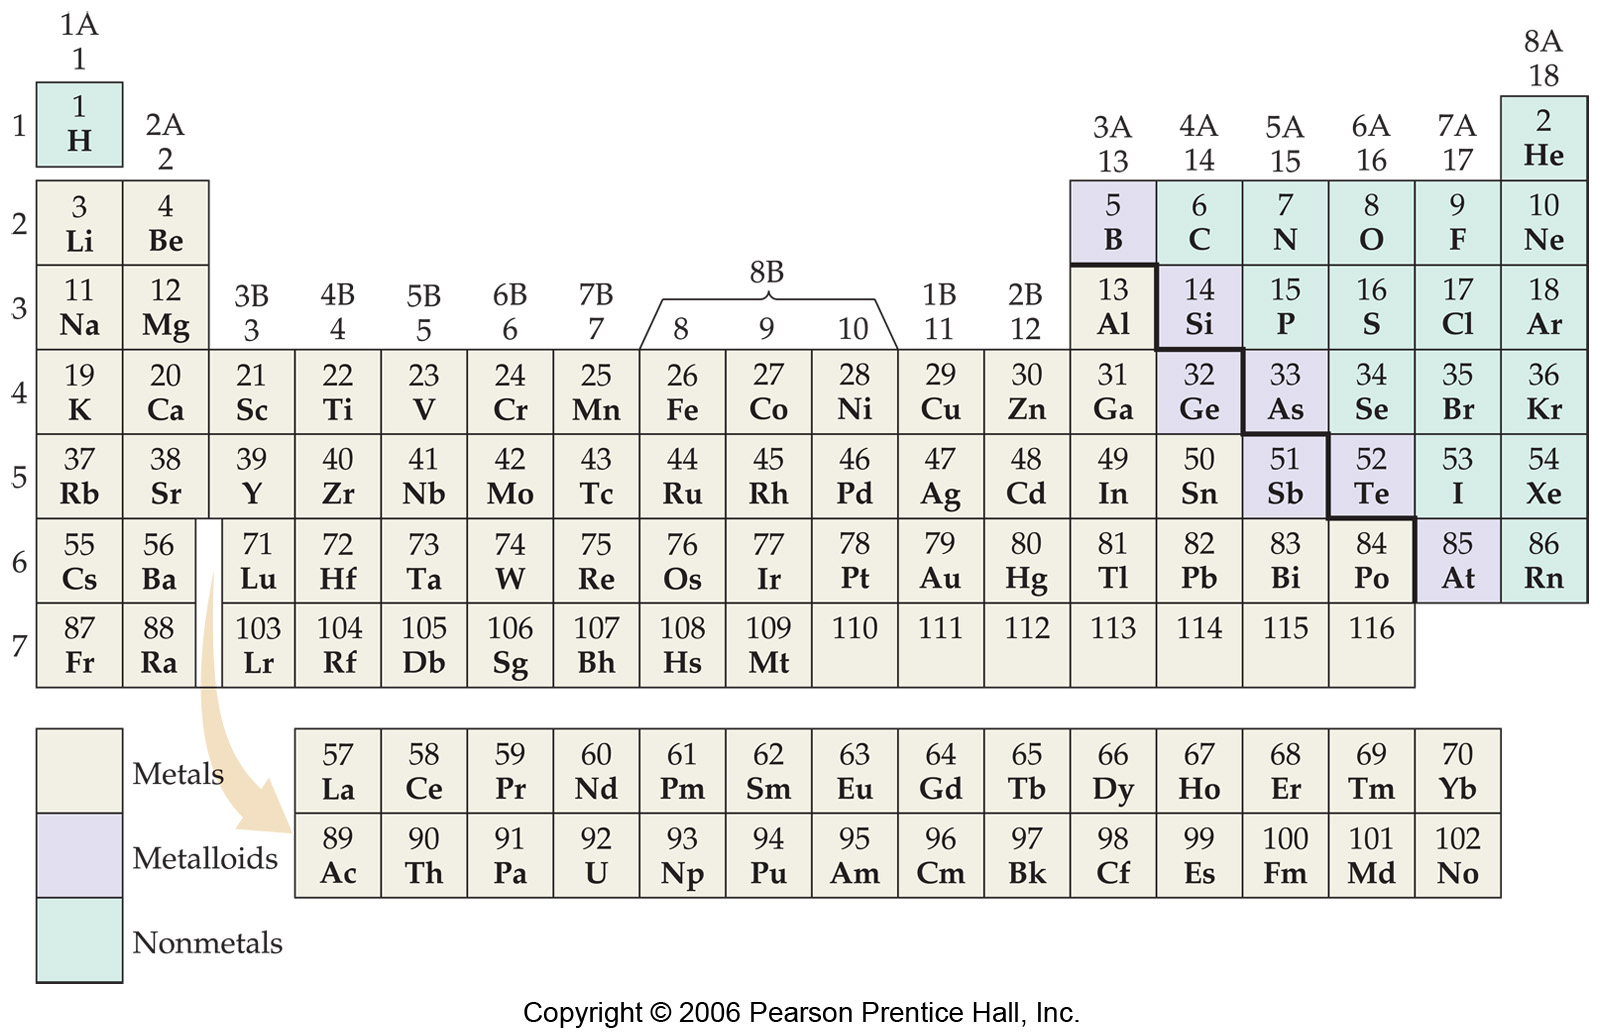 1A
1
8A
18
1 1 2
H He
2A 3A 4A 5A 6A 7A
2 13 14 15 16 17
2 3 4 5 6 7 8 9 10
Li Be B C N O F Ne
8B
3B 4B 5B 6B 7B 1B 2B
3 4 5 6 7 8 9 10 11 12
3 11 12 13 14 15 16 17 18
Na Mg Al Si P S Cl Ar
4 19 20 21 22 23 24 25 26 27 28 29 30 31 32 33 34 35 36
K Ca Sc Ti V Cr Mn Fe Co Ni Cu Zn Ga Ge As Se Br Kr
5 37 38 39 40 41 42 43 44 45 46 47 48 49 50 51 52 53 54
Rb Sr Y Zr Nb Mo Tc Ru Rh Pd Ag Cd In Sn Sb Te I Xe
6 55 56 71 72 73 74 75 76 77 78 79 80 81 82 83 84 85 86
Cs Ba Lu Hf Ta W Re Os Ir Pt Au Hg Tl Pb Bi Po At Rn
7 87 88 103 104 105 106 107 108 109 110 111 112 113 114 115 116
Fr Ra Lr Rf Db Sg Bh Hs Mt
57 58 59 60 61 62 63 64 65 66 67 68 69 70
La Ce Pr Nd Pm Sm Eu Gd Tb Dy Ho Er Tm Yb
89 90 91 92 93 94 95 96 97 98 99 100 101 102
Ac Th Pa U Np Pu Am Cm Bk Cf Es Fm Md No
Metals
Metalloids
Nonmetals
Copyright © 2006 Pearson Prentice Hall, Inc.